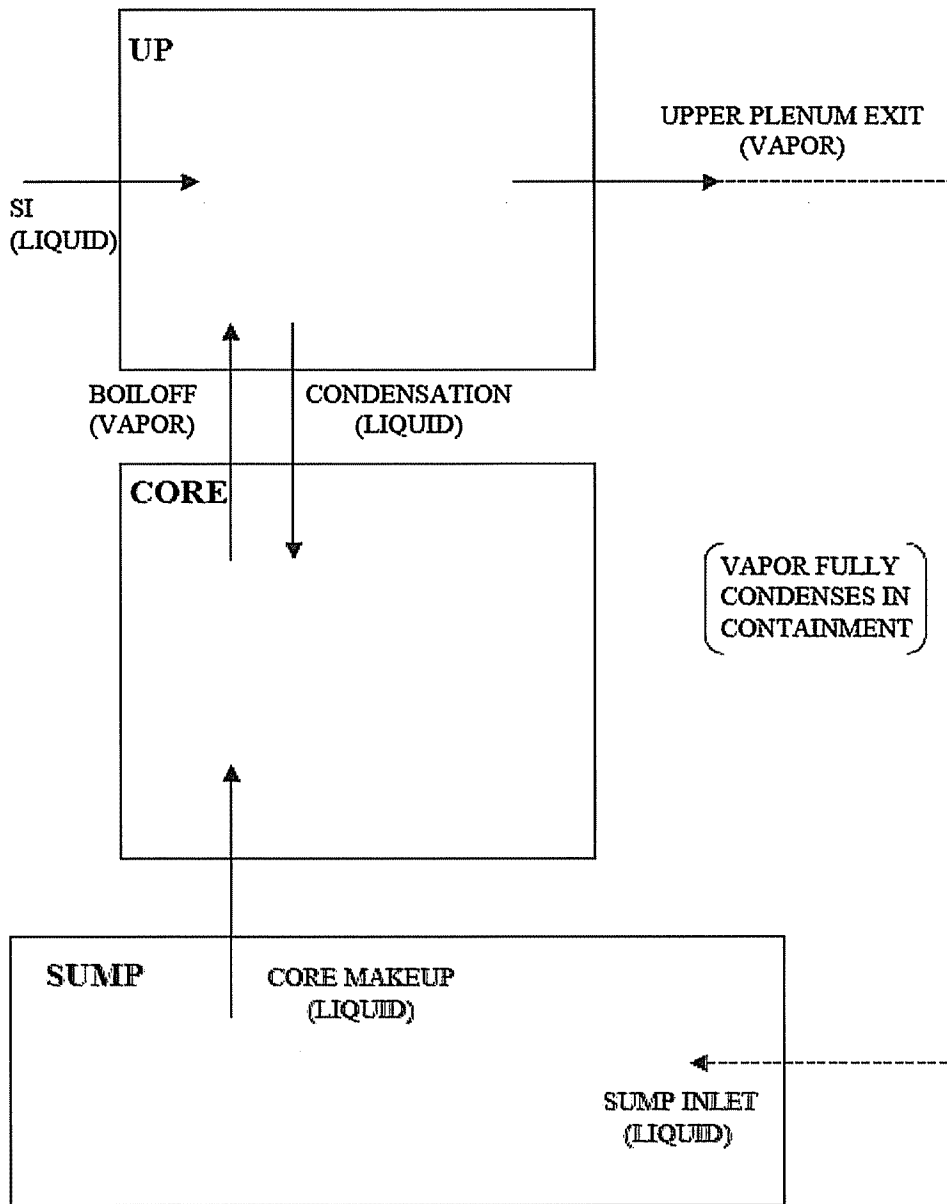 UP
UPPER PLENUM EXIT
(VAPOR)
SI
(LIQUID)
BOILOFF
(VAPOR)
CONDENSATION
(LIQUID)
CORE
VAPOR FULLY
CONDENSES IN
CONTAINMENT
SUMP
CORE MAKEUP
(LIQUID)
SUMP INLET
(LIQUID)